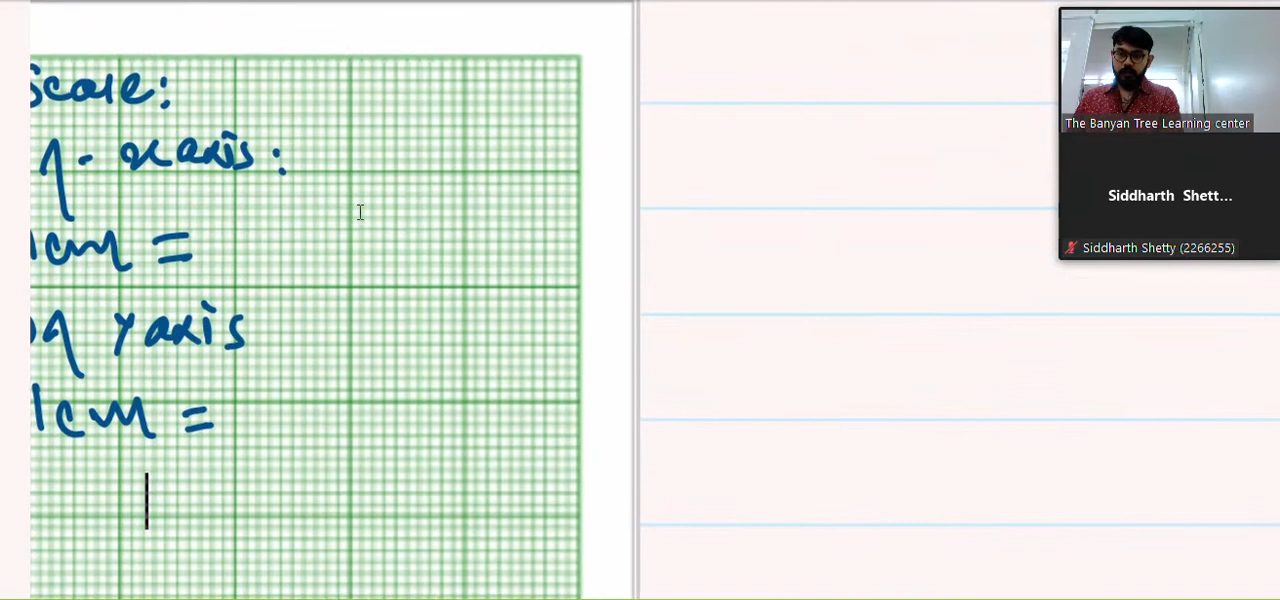 Scale:
x axis:
1cm =
y axis
1cm =
The Banyan Tree Learning center
Siddharth Shett...
Siddharth Shetty (2266255)